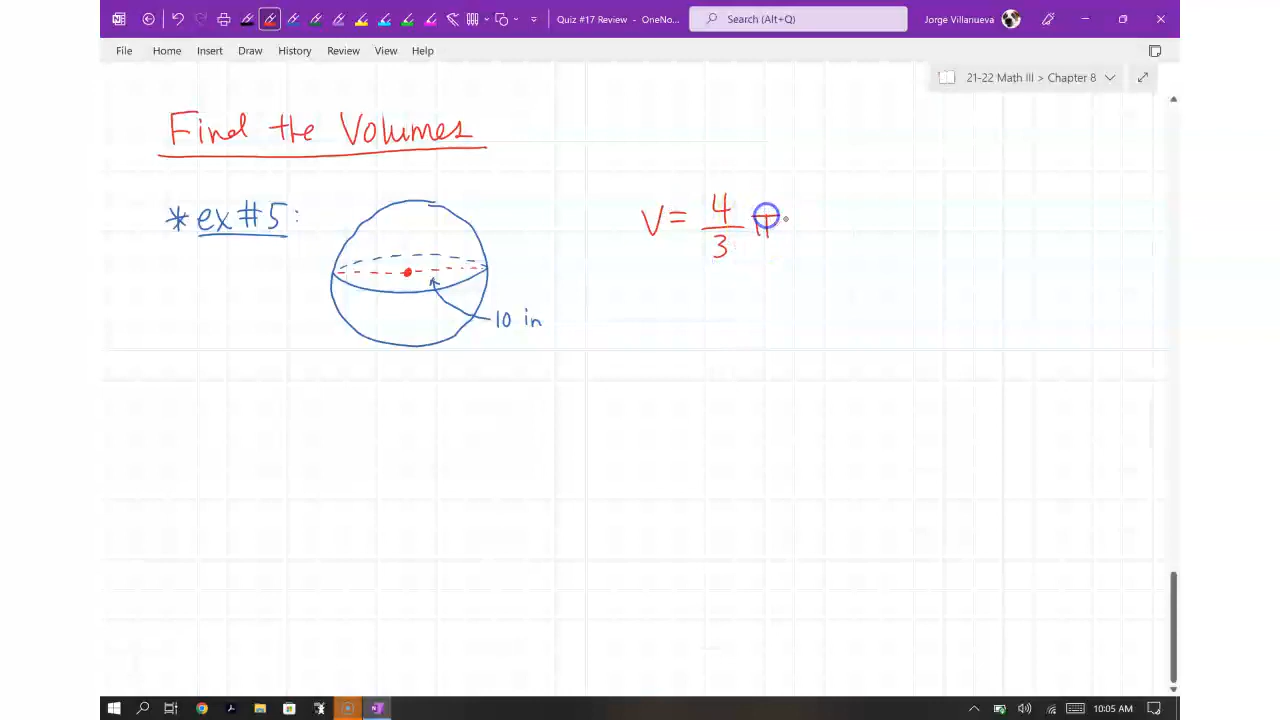 Quiz #17 Review - OneNo...
Search (Alt+Q)
Jorge Villanueva
File Home Insert Draw History Review View Help
21-22 Math III > Chapter 8
Find the Volumes
* ex #5:
V = 4/3 π
10 in
10:05 AM